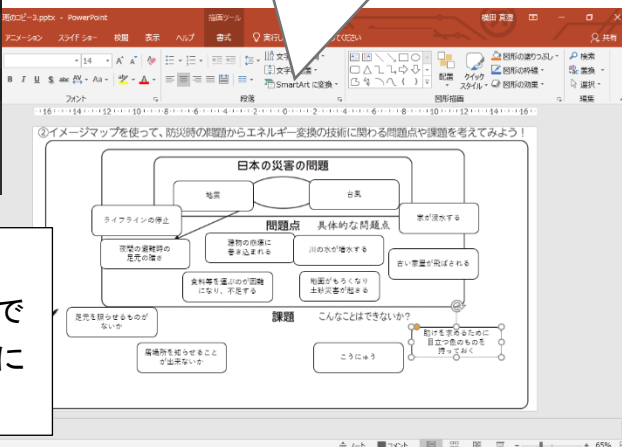 班のコピー3.pptx - PowerPoint
描画ツール
横田 真澄
アニメーション スライド ショー 校閲 表示 ヘルプ 書式
共有
14
文字
文字
SmartArt に変換
配置
クイック
スタイル
図形の塗りつぶし
図形の枠線
図形の効果
検索
置換
選択
フォント
段落
図形描画
編集
②イメージマップを使って、防災時の問題からエネルギー変換の技術に関わる問題点や課題を考えてみよう!
日本の災害の問題
地震
台風
ライフラインの停止
家が浸水する
問題点 具体的な問題点
夜間の避難時の
足元の暗さ
建物の崩壊に
巻き込まれる
川の水が増水する
古い家屋が飛ばされる
食料等を運ぶのが困難
になり、不足する
地面がもろくなり
土砂災害が起きる
課題 こんなことはできないか?
足元を照らせるものが
ないか
助けを求めるために
目立つ色のものを
持っておく
居場所を知らせること
が出来ないか
こうにゅう
で
に
ノート
コメント
65%